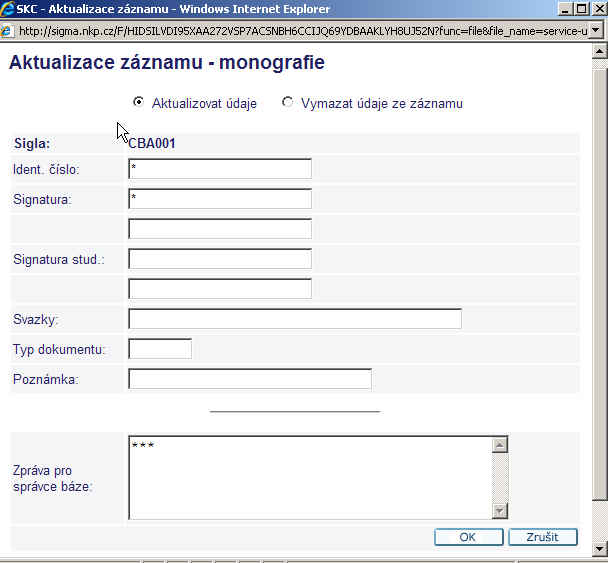 SKC - Aktualizace záznamu - Windows Internet Explorer
http://sigma.nkp.cz/F/HIDSILVDI95XAA272VSP7ACSNBH6CCIJQ69YDBAAKLYH8UJ52N?func=file&file_name=service-u
Aktualizace záznamu - monografie
Aktualizovat údaje Vymazat údaje ze záznamu
Sigla: CBA001
Ident. číslo: *
Signatura: *
Signatura stud.:
Svazky:
Typ dokumentu:
Poznámka:
Zpráva pro
správce báze:
***
OK Zrušit